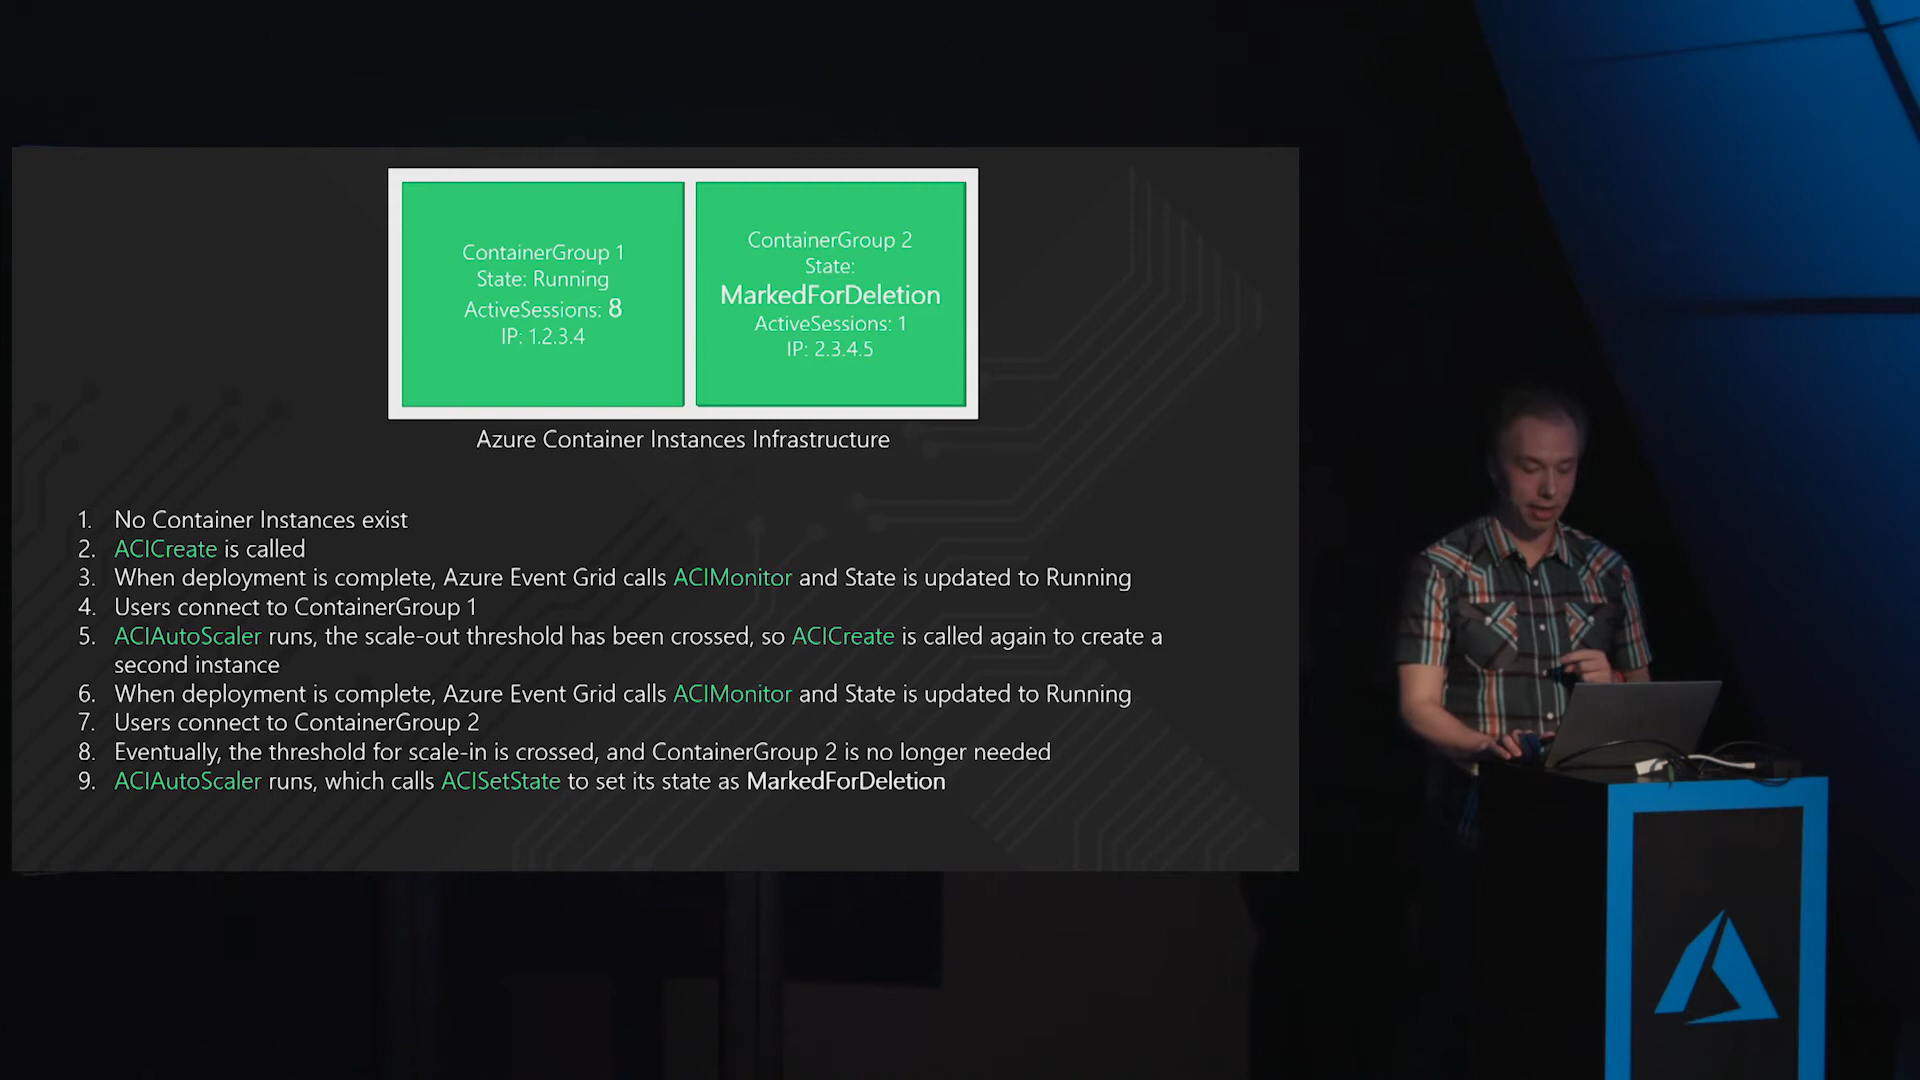 ContainerGroup 1
State: Running
ActiveSessions: 8
IP: 1.2.3.4
ContainerGroup 2
State:
MarkedForDeletion
ActiveSessions: 1
IP: 2.3.4.5
Azure Container Instances Infrastructure
1. No Container Instances exist
2. ACICreate is called
3. When deployment is complete, Azure Event Grid calls ACIMonitor and State is updated to Running
4. Users connect to ContainerGroup 1
5. ACIAutoScaler runs, the scale-out threshold has been crossed, so ACICreate is called again to create a
second instance
6. When deployment is complete, Azure Event Grid calls ACIMonitor and State is updated to Running
7. Users connect to ContainerGroup 2
8. Eventually, the threshold for scale-in is crossed, and ContainerGroup 2 is no longer needed
9. ACIAutoScaler runs, which calls ACISetState to set its state as MarkedForDeletion